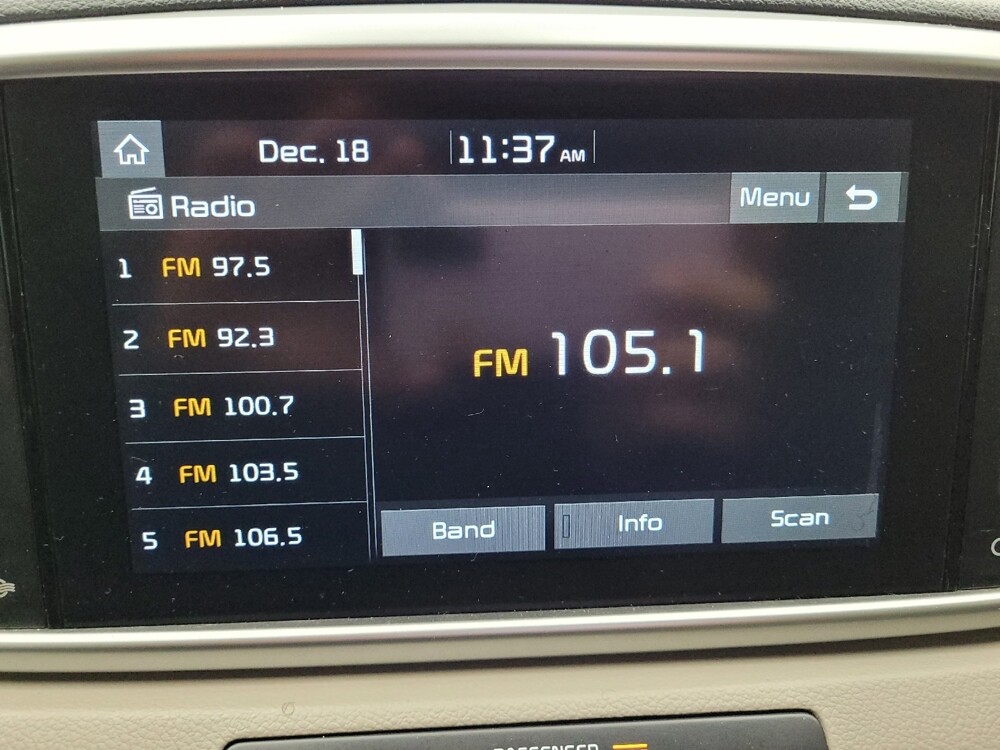 Dec. 18 11:37 AM
Radio Menu
1 FM 97.5
2 FM 92.3
3 FM 100.7
4 FM 103.5
5 FM 106.5
FM 105.1
Band Info Scan
PASSENGER